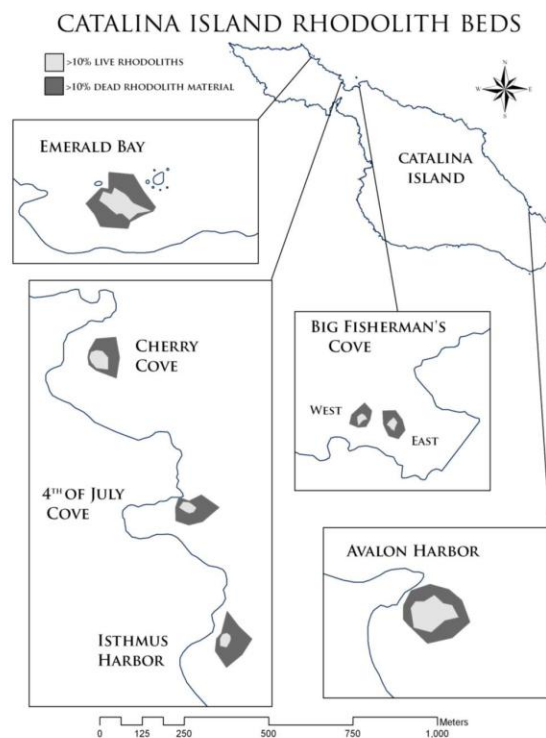 CATALINA ISLAND RHODOLITH BEDS
>10% LIVE RHODOLITHS
>10% DEAD RHODOLITH MATERIAL
N
W E
S
EMERALD BAY
CATALINA
ISLAND
CHERRY
COVE
BIG FISHERMAN'S
COVE
WEST
EAST
4TH OF JULY
COVE
AVALON HARBOR
ISTHMUS
HARBOR
Meters
0 125 250 500 750 1,000